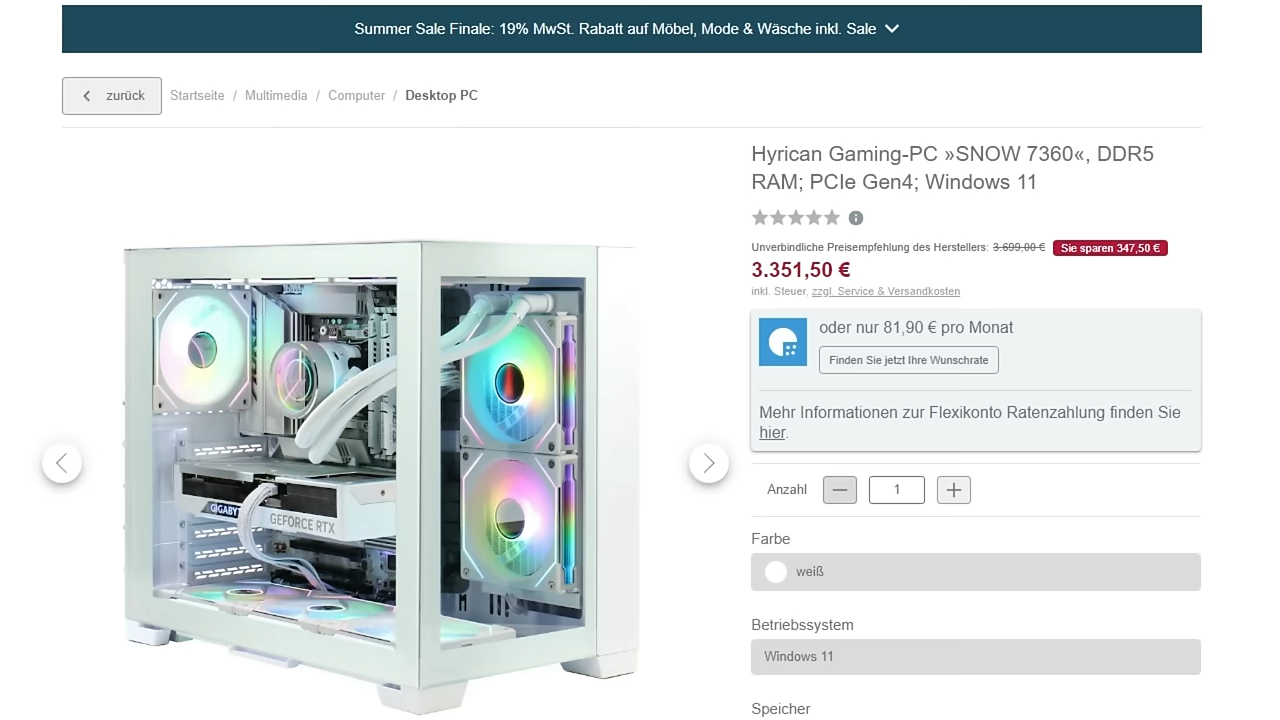 Summer Sale Finale: 19% MwSt. Rabatt auf Möbel, Mode & Wäsche inkl. Sale
zurück
Startseite / Multimedia / Computer / Desktop PC
Hyrican Gaming-PC »SNOW 7360«, DDR5
RAM; PCIe Gen4; Windows 11
Unverbindliche Preisempfehlung des Herstellers: 3.699,00 € Sie sparen 347,50 €
3.351,50 €
inkl. Steuer, zzgl. Service & Versandkosten
oder nur 81,90 € pro Monat
Finden Sie jetzt Ihre Wunschrate
Mehr Informationen zur Flexikonto Ratenzahlung finden Sie
hier.
Anzahl 1
Farbe
weiß
Betriebssystem
Windows 11
Speicher
GEFORCE RTX